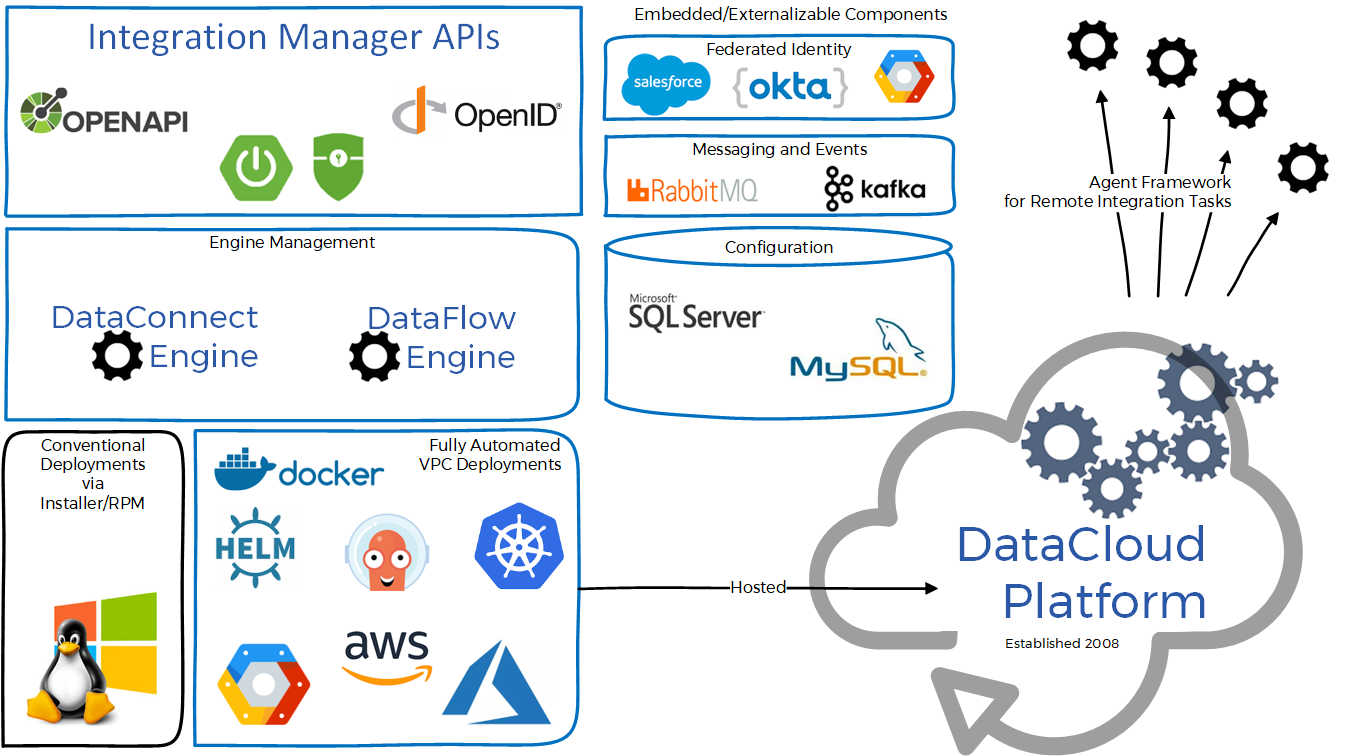 Integration Manager APIs
OPENAPI
OpenID®
Embedded/Externalizable Components
Federated Identity
salesforce
{okta}
Messaging and Events
RabbitMQ
kafka
Agent Framework
for Remote Integration Tasks
Engine Management
DataConnect
Engine
DataFlow
Engine
Configuration
Microsoft®
SQL Server®
MySQL®
Conventional
Deployments
via
Installer/RPM
Fully Automated
VPC Deployments
docker
HELM
aws
Hosted
DataCloud
Platform
Established 2008